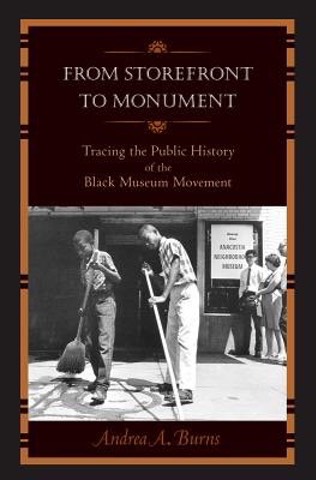 FROM STOREFRONT
TO MONUMENT
Tracing the Public History
of the
Black Museum Movement
ANACOSTIA
NEIGHBORHOOD
MUSEUM
Andrea A. Burns